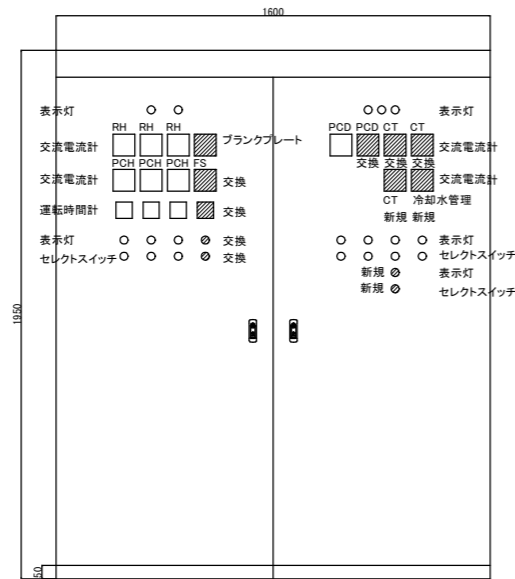 1600
表示灯
表示灯
RH RH RH
PCD PCD CT CT
交流電流計
ブランクプレート
交流電流計
交換 交換 交換
PCH PCH PCH FS
交流電流計
交換
交流電流計
CT 冷却水管理
新規 新規
運転時間計
交換
表示灯
交換
表示灯
セレクトスイッチ
交換
セレクトスイッチ
新規
表示灯
新規
セレクトスイッチ
1950
50